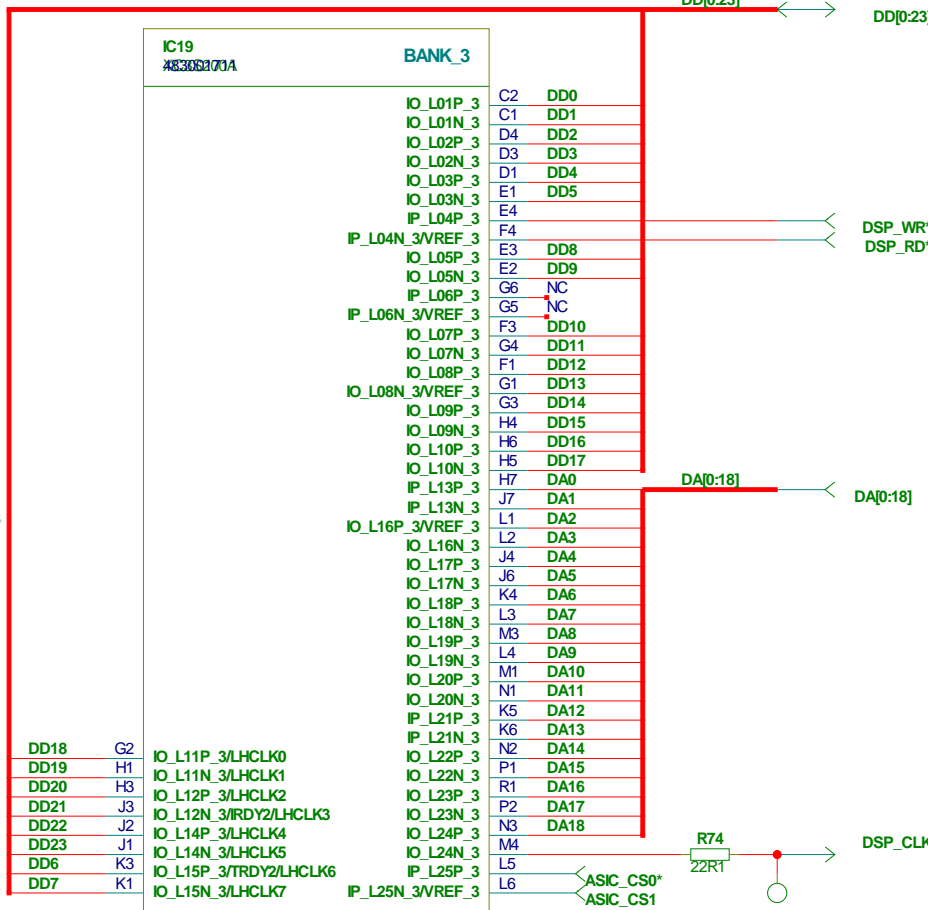 DD[0:23]
DD[0:23]
IC19
BANK_3
IO_L01P_3 C2 DD0
IO_L01N_3 C1 DD1
IO_L02P_3 D4 DD2
IO_L02N_3 D3 DD3
IO_L03P_3 D1 DD4
IO_L03N_3 E1 DD5
IP_L04P_3 E4 DSP_WR*
IP_L04N_3/VREF_3 F4 DSP_RD*
IO_L05P_3 E3 DD8
IO_L05N_3 E2 DD9
IP_L06P_3 G6 NC
IP_L06N_3/VREF_3 G5 NC
IO_L07P_3 F3 DD10
IO_L07N_3 G4 DD11
IO_L08P_3 F1 DD12
IO_L08N_3/VREF_3 G1 DD13
IO_L09P_3 G3 DD14
IO_L09N_3 H4 DD15
IO_L10P_3 H6 DD16
IO_L10N_3 H5 DD17
IP_L13P_3 H7 DA0 DA[0:18] DA[0:18]
IP_L13N_3 J7 DA1
IO_L16P_3/VREF_3 L1 DA2
IO_L16N_3 L2 DA3
IO_L17P_3 J4 DA4
IO_L17N_3 J6 DA5
IO_L18P_3 K4 DA6
IO_L18N_3 L3 DA7
IO_L19P_3 M3 DA8
IO_L19N_3 L4 DA9
IO_L20P_3 M1 DA10
IO_L20N_3 N1 DA11
IP_L21P_3 K5 DA12
IP_L21N_3 K6 DA13
DD18 G2 IO_L11P_3/LHCLK0 IO_L22P_3 N2 DA14
DD19 H1 IO_L11N_3/LHCLK1 IO_L22N_3 P1 DA15
DD20 H3 IO_L12P_3/LHCLK2 IO_L23P_3 R1 DA16
DD21 J3 IO_L12N_3/IRDY2/LHCLK3 IO_L23N_3 P2 DA17
DD22 J2 IO_L14P_3/LHCLK4 IO_L24P_3 N3 DA18
DD23 J1 IO_L14N_3/LHCLK5 IO_L24N_3 M4 R74 22R1 DSP_CLK
DD6 K3 IO_L15P_3/TRDY2/LHCLK6 IP_L25P_3 L5 ASIC_CS0*
DD7 K1 IO_L15N_3/LHCLK7 IP_L25N_3/VREF_3 L6 ASIC_CS1